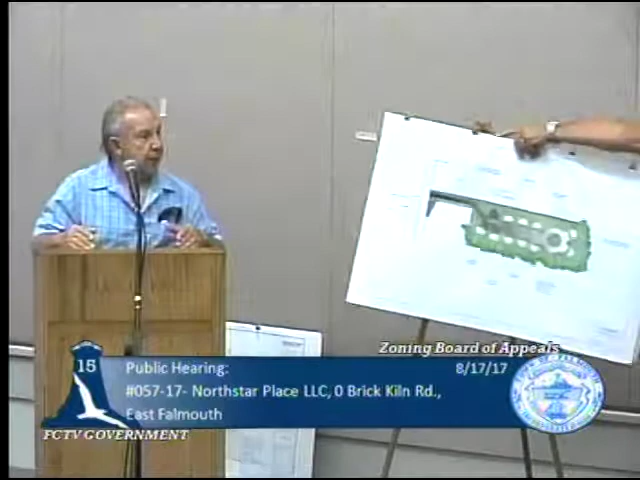 Zoning Board of Appeals
15
Public Hearing:
8/17/17
#057-17- Northstar Place LLC, 0 Brick Kiln Rd.,
East Falmouth
FCTV GOVERNMENT